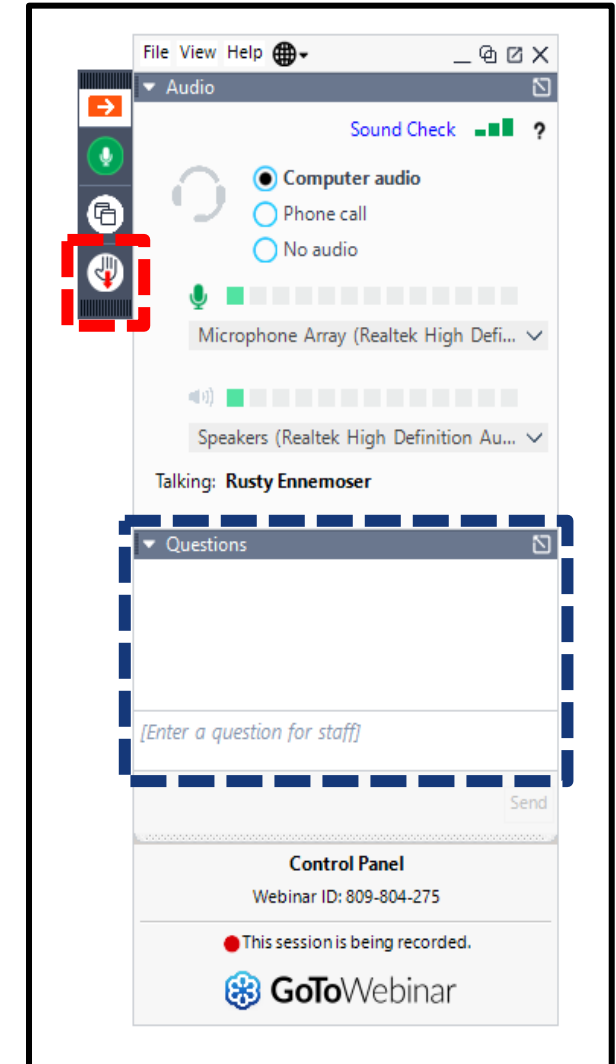 File View Help
Audio
Sound Check ?
Computer audio
Phone call
No audio
Microphone Array (Realtek High Defi...
Speakers (Realtek High Definition Au...
Talking: Rusty Ennemoser
Questions
[Enter a question for staff]
Send
Control Panel
Webinar ID: 809-804-275
This session is being recorded.
GoToWebinar